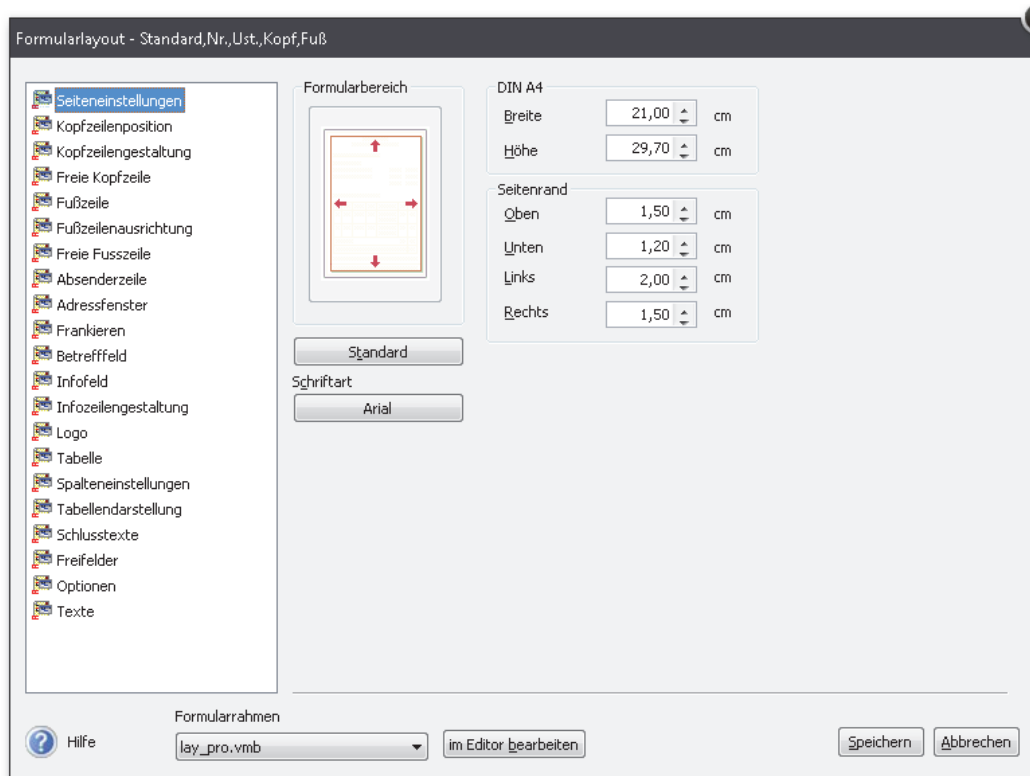 Formularlayout - Standard,Nr.,Ust.,Kopf,Fuß
Seiteneinstellungen
Kopfzeilenposition
Kopfzeilengestaltung
Freie Kopfzeile
Fußzeile
Fußzeilenausrichtung
Freie Fusszeile
Absenderzeile
Adressfenster
Frankieren
Betrefffeld
Infofeld
Infozeilengestaltung
Logo
Tabelle
Spalteneinstellungen
Tabellendarstellung
Schlusstexte
Freifelder
Optionen
Texte
Formularbereich
Standard
Schriftart
Arial
DIN A4
Breite 21,00 cm
Höhe 29,70 cm
Seitenrand
Oben 1,50 cm
Unten 1,20 cm
Links 2,00 cm
Rechts 1,50 cm
Hilfe
Formularrahmen
lay_pro.vmb
im Editor bearbeiten
Speichern
Abbrechen